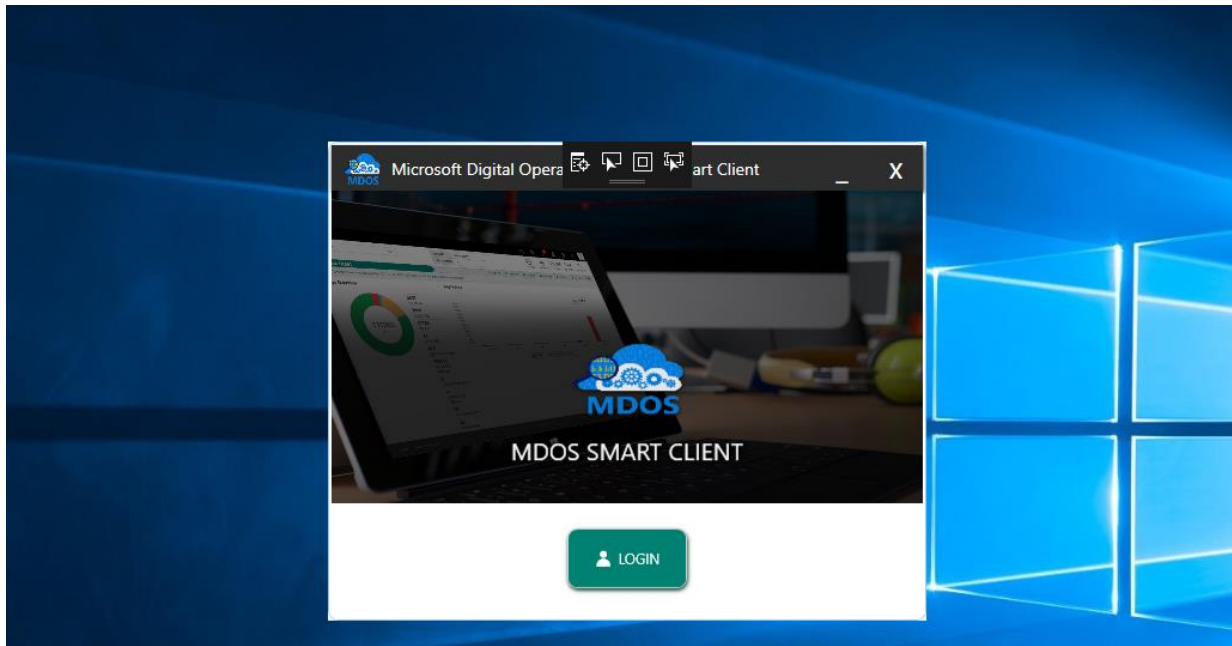 MDOS
Microsoft Digital Opera art Client _ X
MDOS
MDOS SMART CLIENT
LOGIN